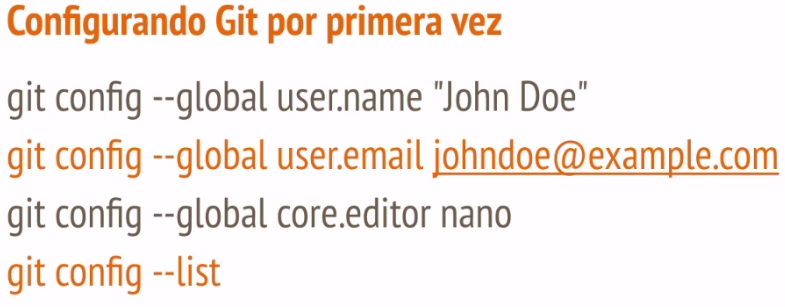 Configurando Git por primera vez
git config --global user.name "John Doe"
git config --global user.email johndoe@example.com
git config --global core.editor nano
git config --list